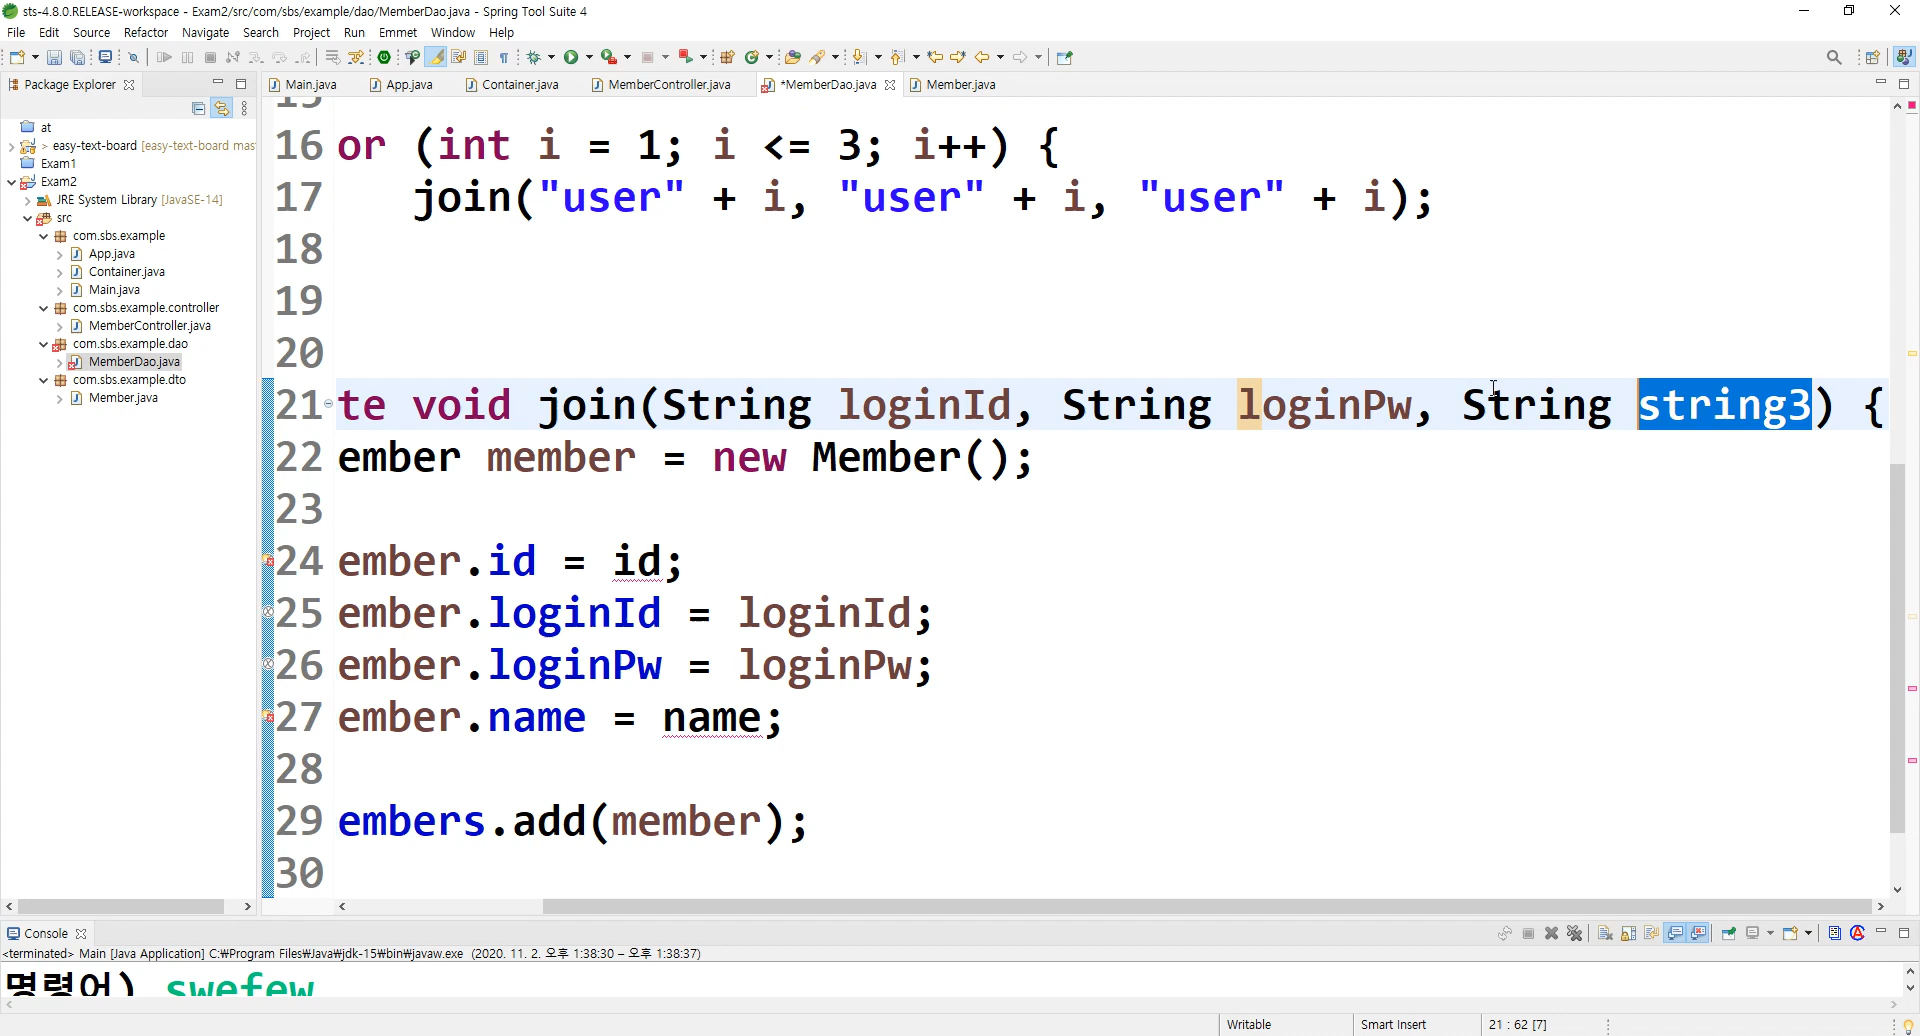 sts-4.8.0.RELEASE-workspace - Exam2/src/com/sbs/example/dao/MemberDao.java - Spring Tool Suite 4
File Edit Source Refactor Navigate Search Project Run Emmet Window Help
Package Explorer
Main.java App.java Container.java MemberController.java *MemberDao.java Member.java
at
> easy-text-board [easy-text-board mas
Exam1
Exam2
JRE System Library [JavaSE-14]
src
com.sbs.example
App.java
Container.java
Main.java
com.sbs.example.controller
MemberController.java
com.sbs.example.dao
MemberDao.java
com.sbs.example.dto
Member.java
15
16 or (int i = 1; i <= 3; i++) {
17 join("user" + i, "user" + i, "user" + i);
18
19
20
21 te void join(String loginId, String loginPw, String string3) {
22 ember member = new Member();
23
24 ember.id = id;
25 ember.loginId = loginId;
26 ember.loginPw = loginPw;
27 ember.name = name;
28
29 embers.add(member);
30
Console
<terminated> Main [Java Application] C:₩Program Files₩Java₩jdk-15₩bin₩javaw.exe (2020. 11. 2. 오후 1:38:30 – 오후 1:38:37)
명령어) swefew
Writable Smart Insert 21 : 62 [7]